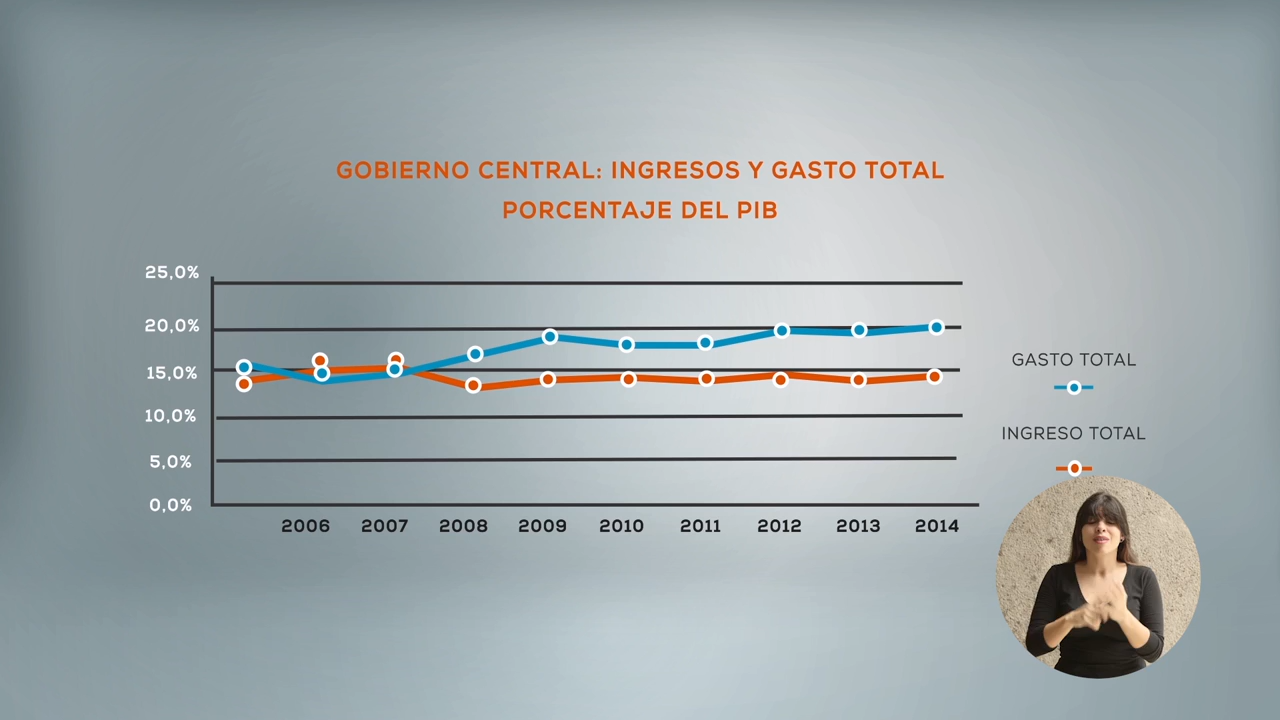 GOBIERNO CENTRAL: INGRESOS Y GASTO TOTAL
PORCENTAJE DEL PIB
25,0%
20,0%
15,0%
10,0%
5,0%
0,0%
2006 2007 2008 2009 2010 2011 2012 2013 2014
GASTO TOTAL
INGRESO TOTAL